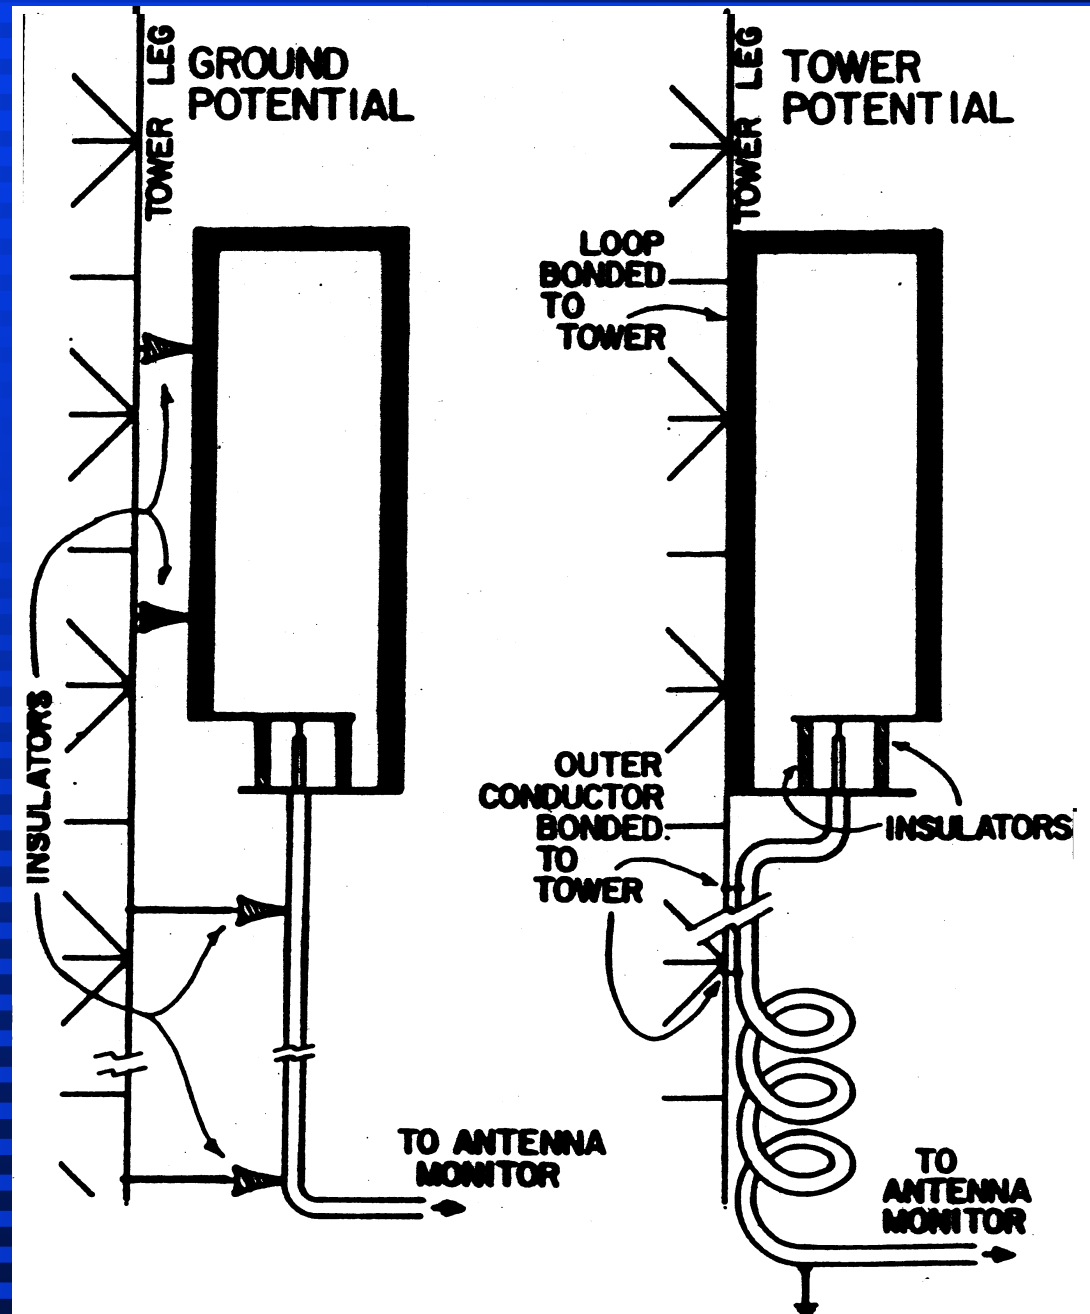 TOWER LEG
GROUND
POTENTIAL
INSULATORS
TO ANTENNA
MONITOR
TOWER LEG
TOWER
POTENTIAL
LOOP
BONDED
TO
TOWER
OUTER
CONDUCTOR
BONDED
TO
TOWER
INSULATORS
TO
ANTENNA
MONITOR